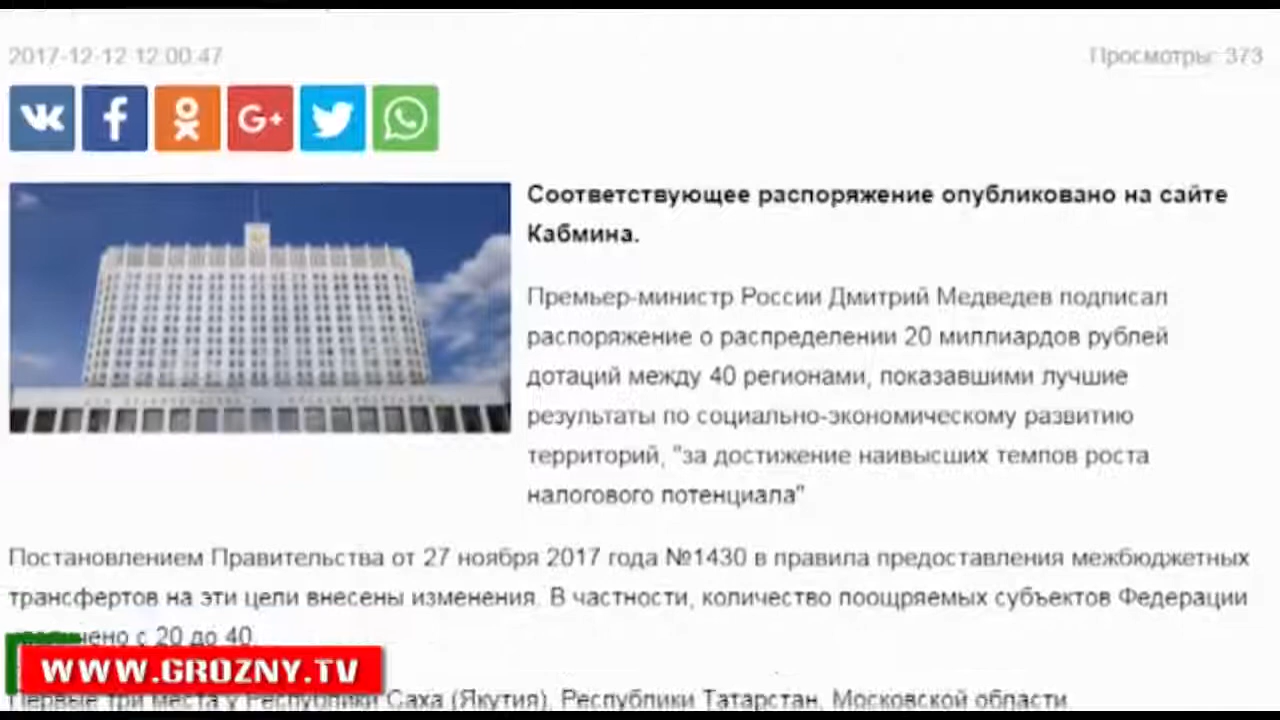 2017-12-12 12:00:47
Просмотры: 373
Соответствующее распоряжение опубликовано на сайте
Кабмина.
Премьер-министр России Дмитрий Медведев подписал
распоряжение о распределении 20 миллиардов рублей
дотаций между 40 регионами, показавшими лучшие
результаты по социально-экономическому развитию
территорий, "за достижение наивысших темпов роста
налогового потенциала"
Постановлением Правительства от 27 ноября 2017 года №1430 в правила предоставления межбюджетных
трансфертов на эти цели внесены изменения. В частности, количество поощряемых субъектов Федерации
с 20 до 40.
WWW.GROZNY.TV
Первые три места у Республики Саха (Якутия), Республики Татарстан, Московской области